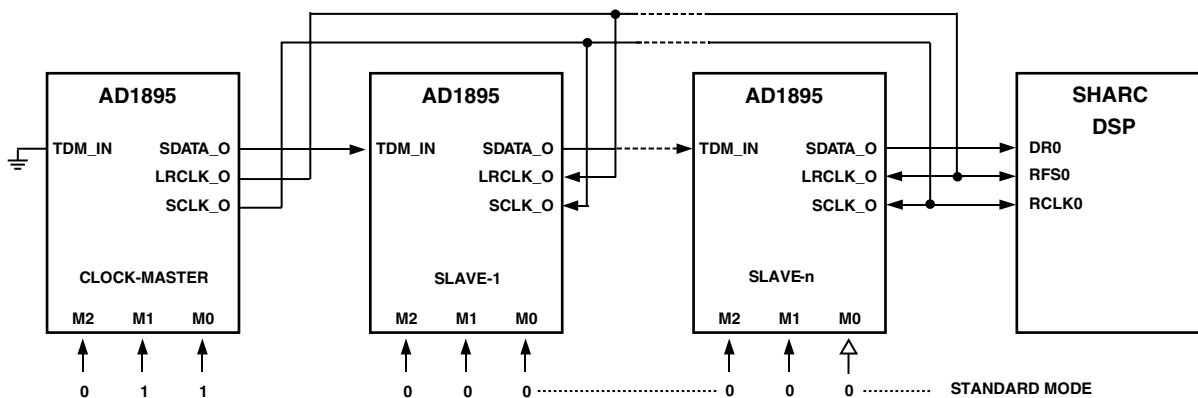 AD1895
TDM_IN
SDATA_O
LRCLK_O
SCLK_O
CLOCK-MASTER
M2 M1 M0
0 1 1
AD1895
TDM_IN
SDATA_O
LRCLK_O
SCLK_O
SLAVE-1
M2 M1 M0
0 0 0
AD1895
TDM_IN
SDATA_O
LRCLK_O
SCLK_O
SLAVE-n
M2 M1 M0
0 0 0
STANDARD MODE
SHARC
DSP
DR0
RFS0
RCLK0